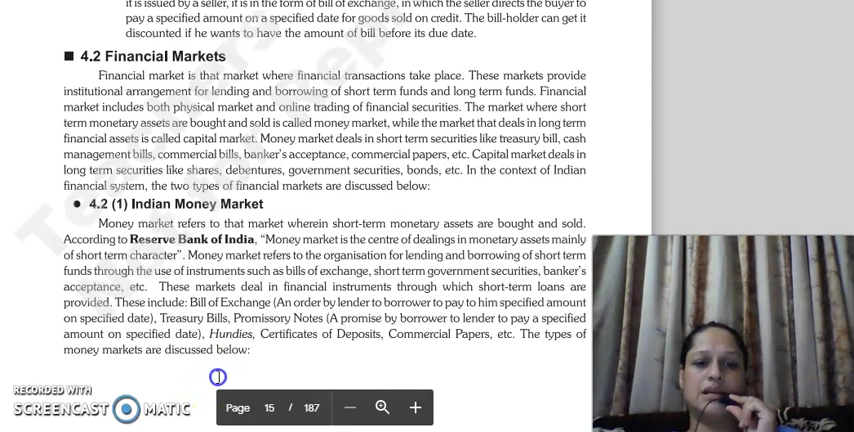 it is issued by a seller, it is in the form of bill of exchange, in which the seller directs the buyer to
pay a specified amount on a specified date for goods sold on credit. The bill-holder can get it
discounted if he wants to have the amount of bill before its due date.
■ 4.2 Financial Markets
Financial market is that market where financial transactions take place. These markets provide
institutional arrangement for lending and borrowing of short term funds and long term funds. Financial
market includes both physical market and online trading of financial securities. The market where short
term monetary assets are bought and sold is called money market, while the market that deals in long term
financial assets is called capital market. Money market deals in short term securities like treasury bill, cash
management bills, commercial bills, banker's acceptance, commercial papers, etc. Capital market deals in
long term securities like shares, debentures, government securities, bonds, etc. In the context of Indian
financial system, the two types of financial markets are discussed below:
● 4.2 (1) Indian Money Market
Money market refers to that market wherein short-term monetary assets are bought and sold.
According to Reserve Bank of India, “Money market is the centre of dealings in monetary assets mainly
of short term character”. Money market refers to the organisation for lending and borrowing of short term
funds through the use of instruments such as bills of exchange, short term government securities, banker's
acceptance, etc. These markets deal in financial instruments through which short-term loans are
provided. These include: Bill of Exchange (An order by lender to borrower to pay to him specified amount
on specified date), Treasury Bills, Promissory Notes (A promise by borrower to lender to pay a specified
amount on specified date), Hundies, Certificates of Deposits, Commercial Papers, etc. The types of
money markets are discussed below:
RECORDED WITH
SCREENCAST MATIC
Page 15 / 187